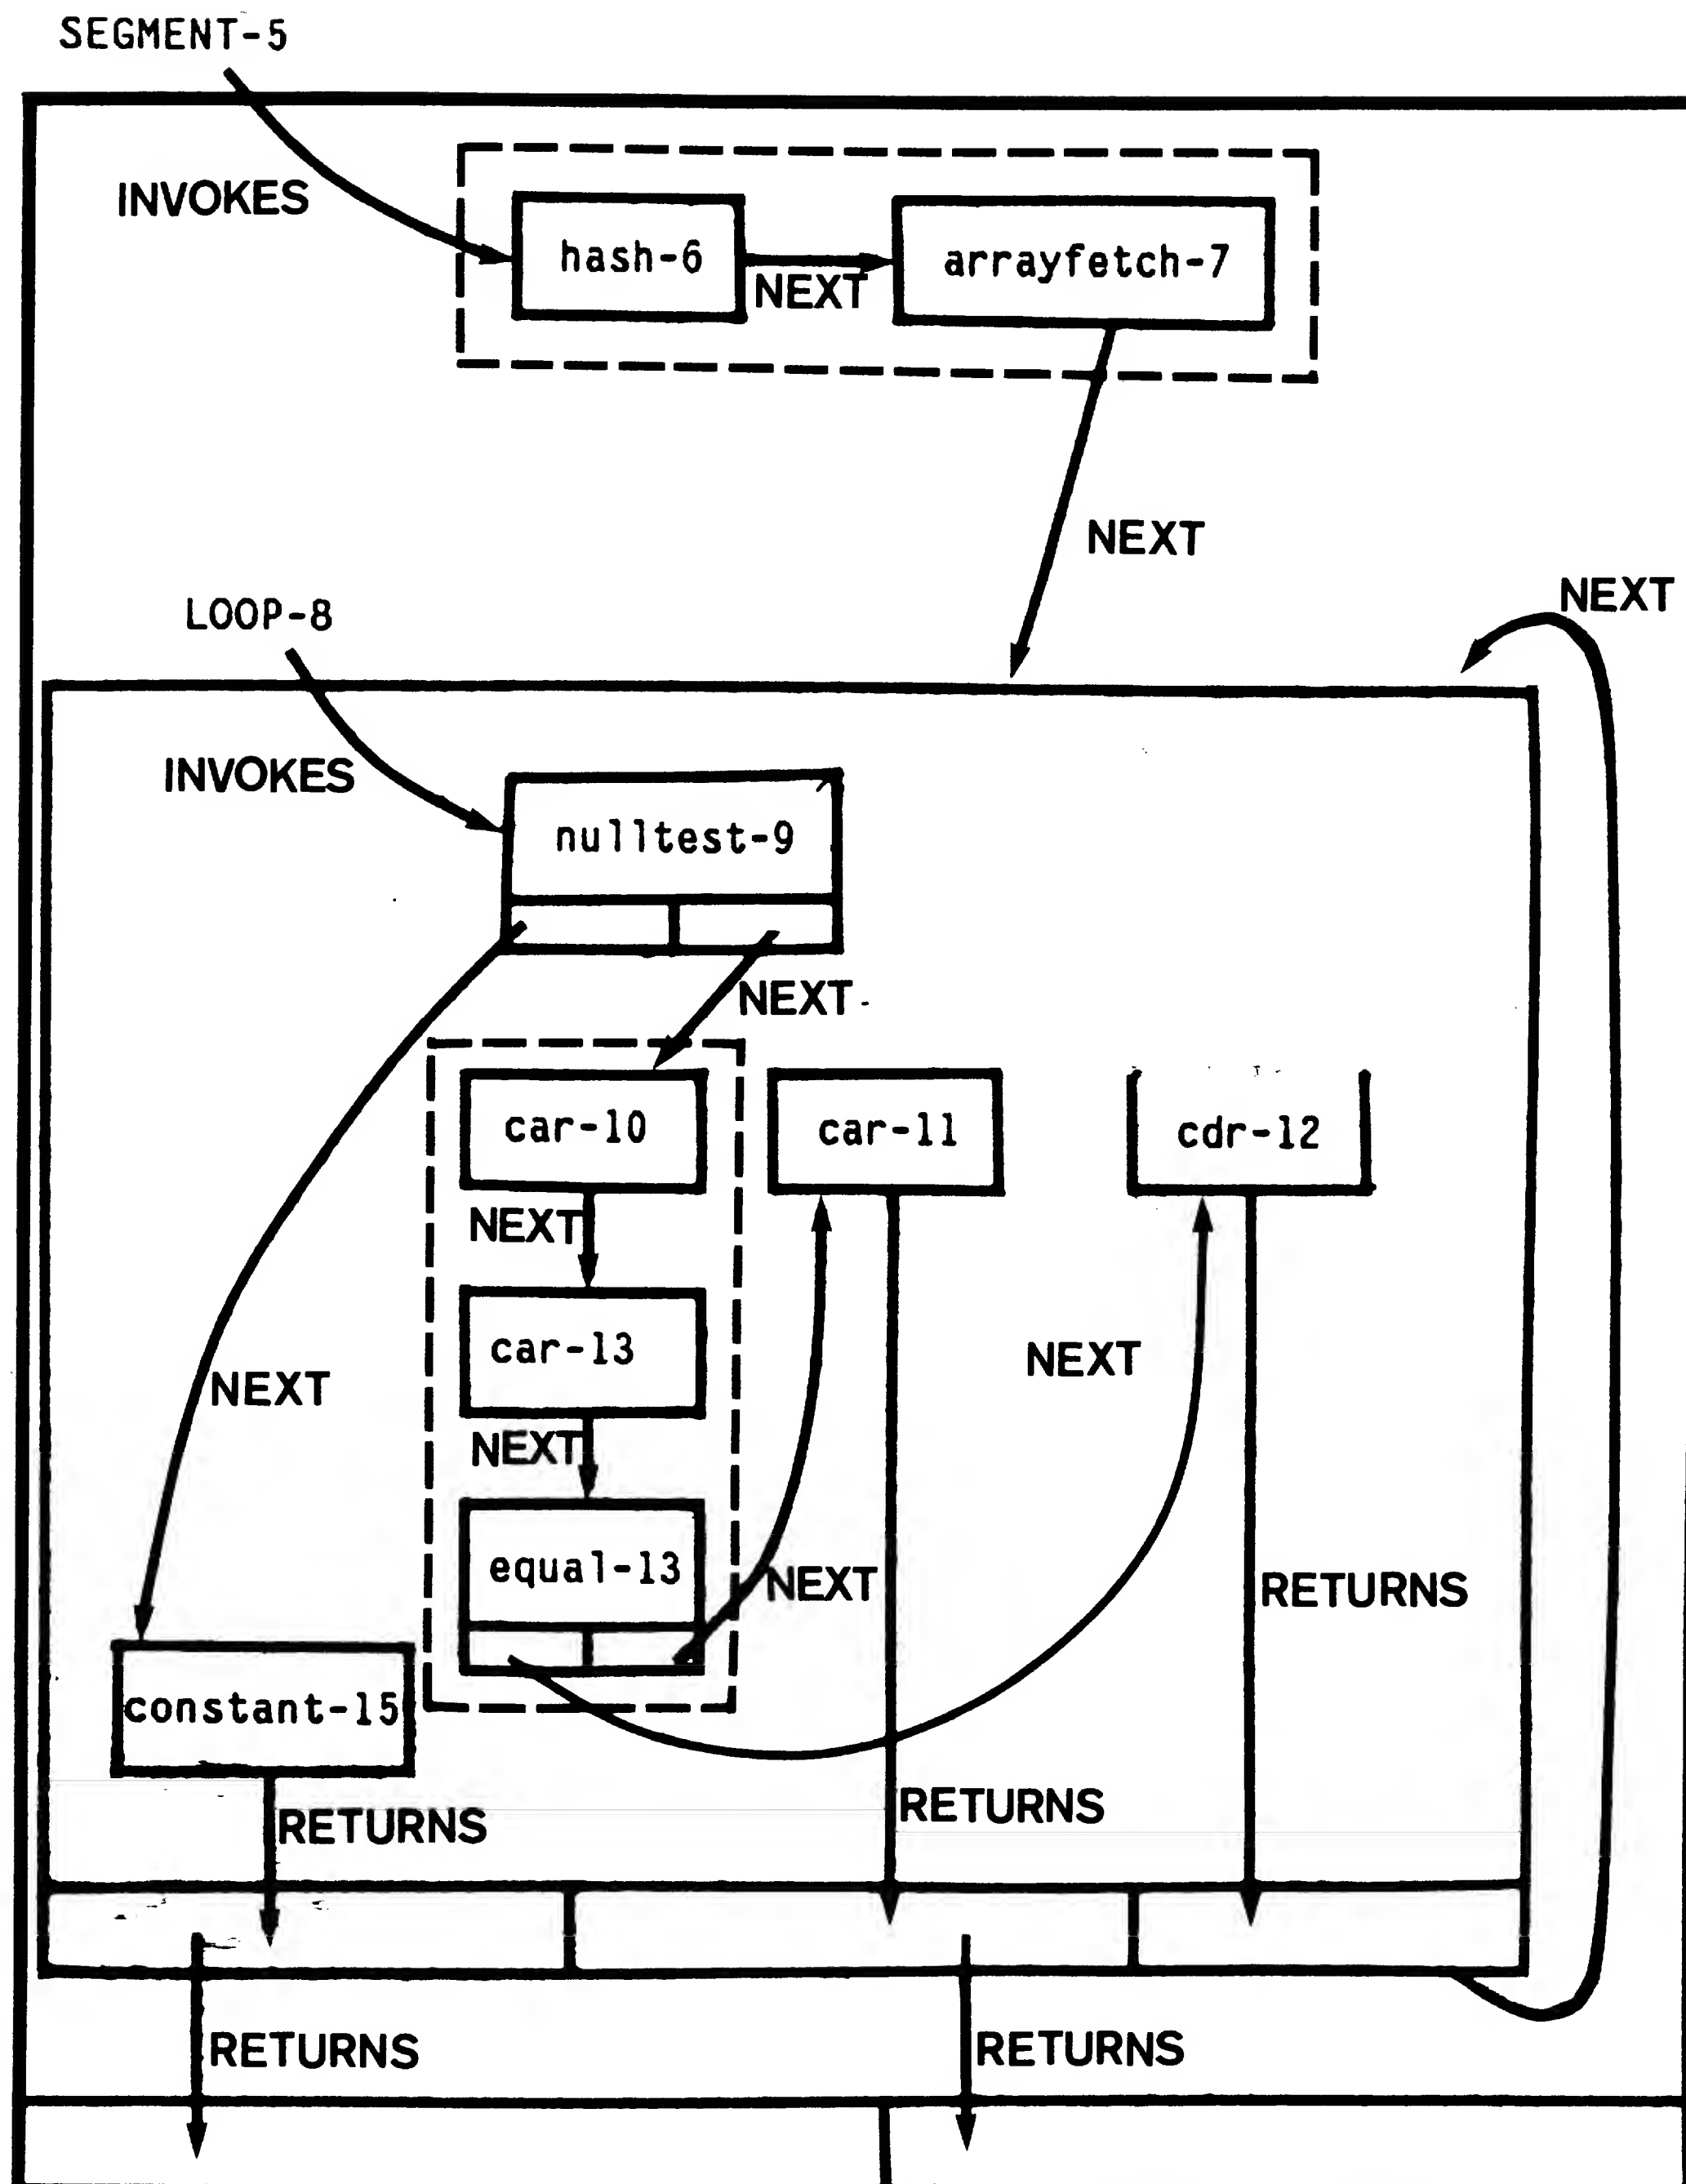 SEGMENT-5
INVOKES
hash-6
NEXT
arrayfetch-7
NEXT
NEXT
LOOP-8
INVOKES
nulltest-9
NEXT
car-10
car-11
cdr-12
NEXT
car-13
NEXT
NEXT
NEXT
equal-13
NEXT
RETURNS
constant-15
RETURNS
RETURNS
RETURNS
RETURNS